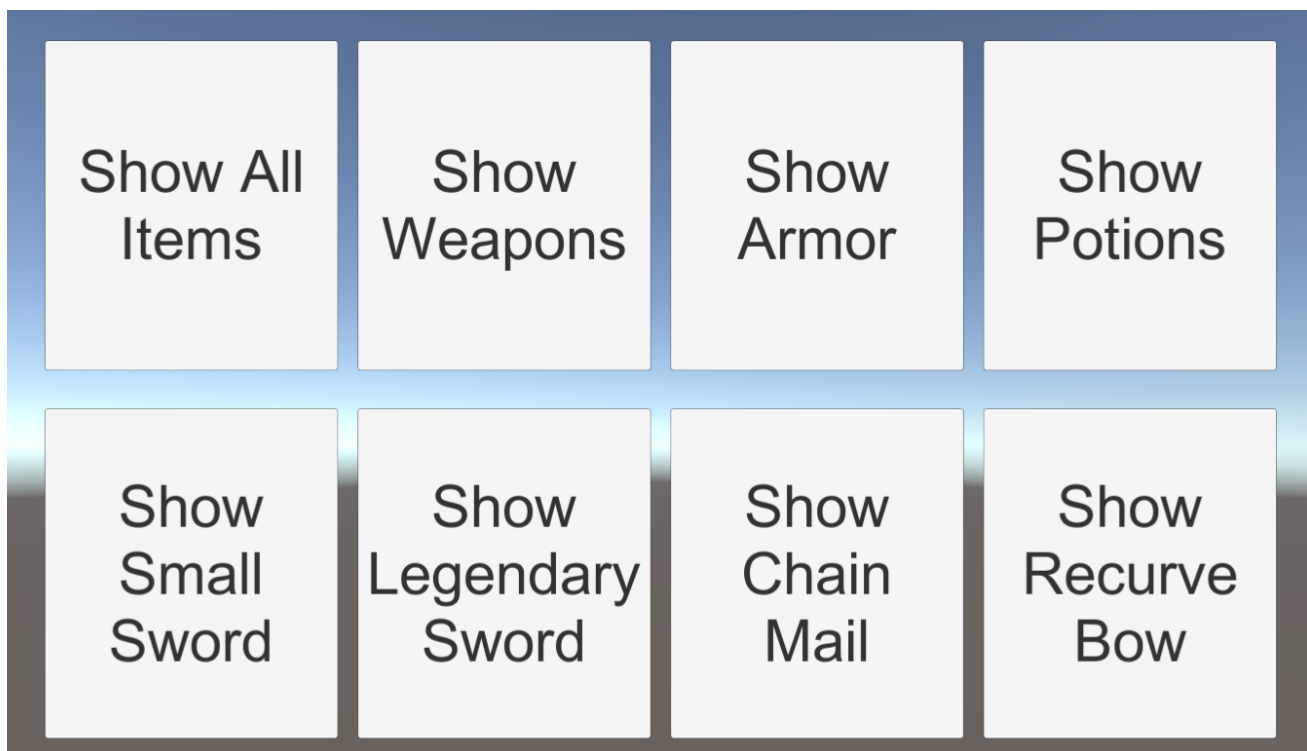 Show All
Items
Show
Weapons
Show
Armor
Show
Potions
Show
Small
Sword
Show
Legendary
Sword
Show
Chain
Mail
Show
Recurve
Bow